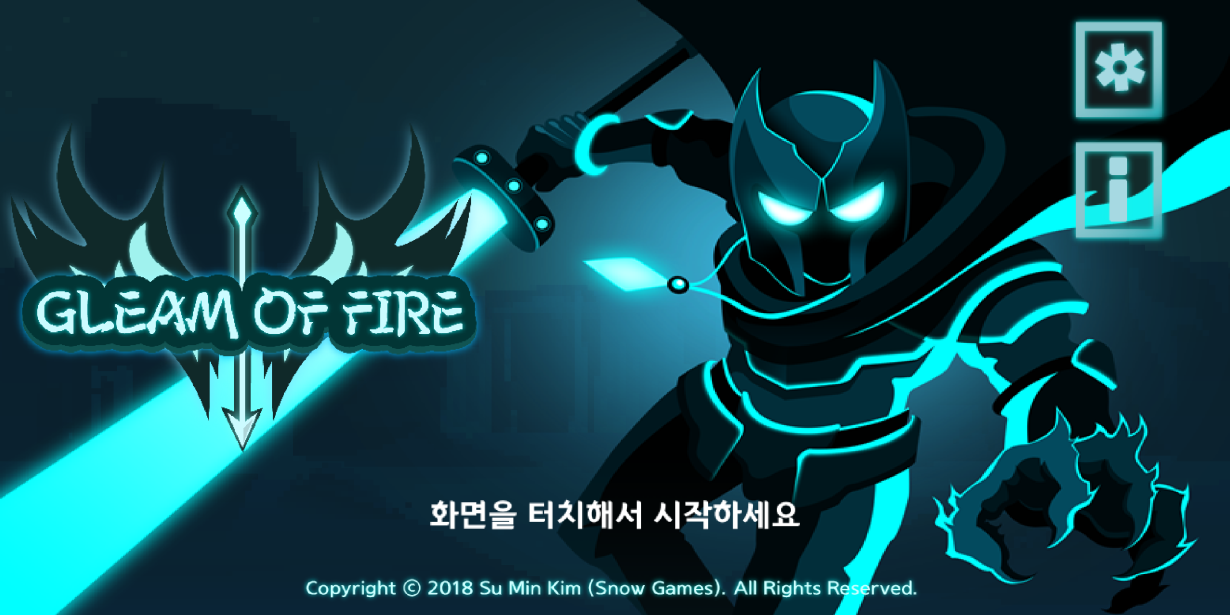 GLEAM OF FIRE
화면을 터치해서 시작하세요
Copyright © 2018 Su Min Kim (Snow Games). All Rights Reserved.